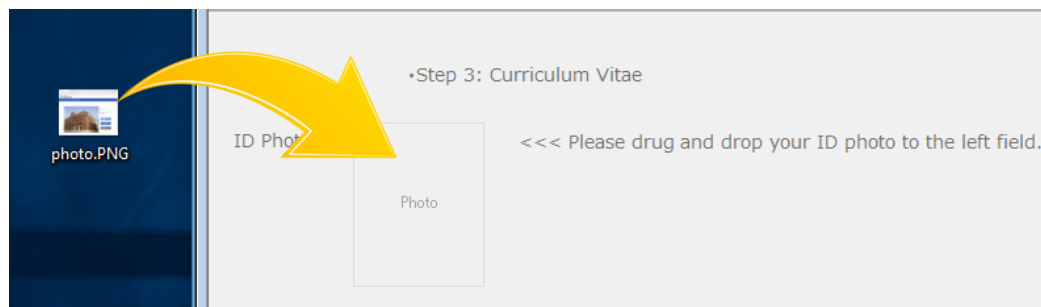 •Step 3: Curriculum Vitae
ID Phot
<<< Please drug and drop your ID photo to the left field.
photo.PNG
Photo